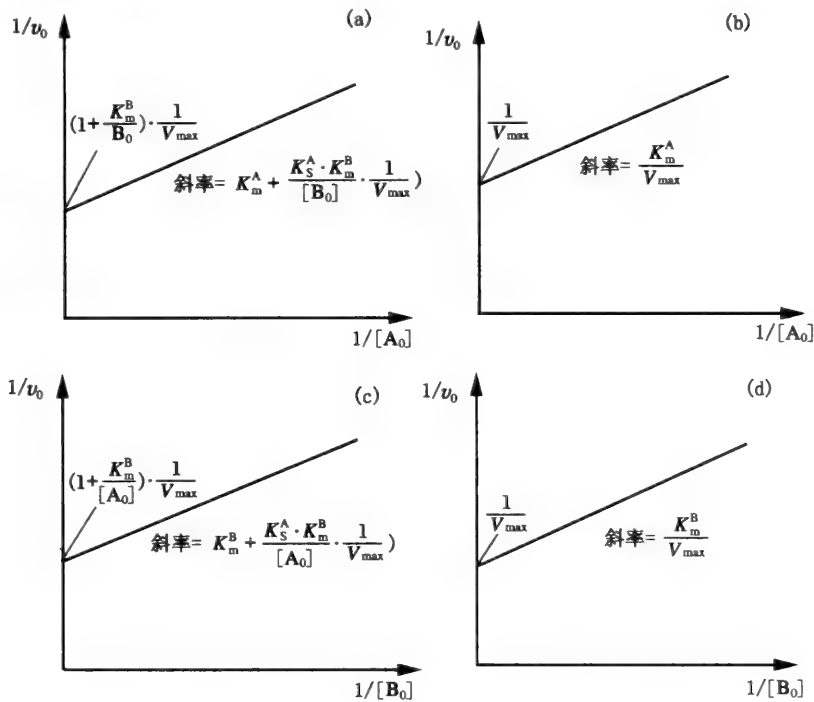 1/v₀
(a)
(1+K_m^B/B₀)·1/V_max
斜率= K_m^A + K_S^A·K_m^B/[B₀]·1/V_max)
1/[A₀]
1/v₀
(b)
1/V_max
斜率= K_m^A/V_max
1/[A₀]
1/v₀
(c)
(1+K_m^B/[A₀])·1/V_max
斜率= K_m^B + K_S^A·K_m^B/[A₀]·1/V_max)
1/[B₀]
1/v₀
(d)
1/V_max
斜率= K_m^B/V_max
1/[B₀]